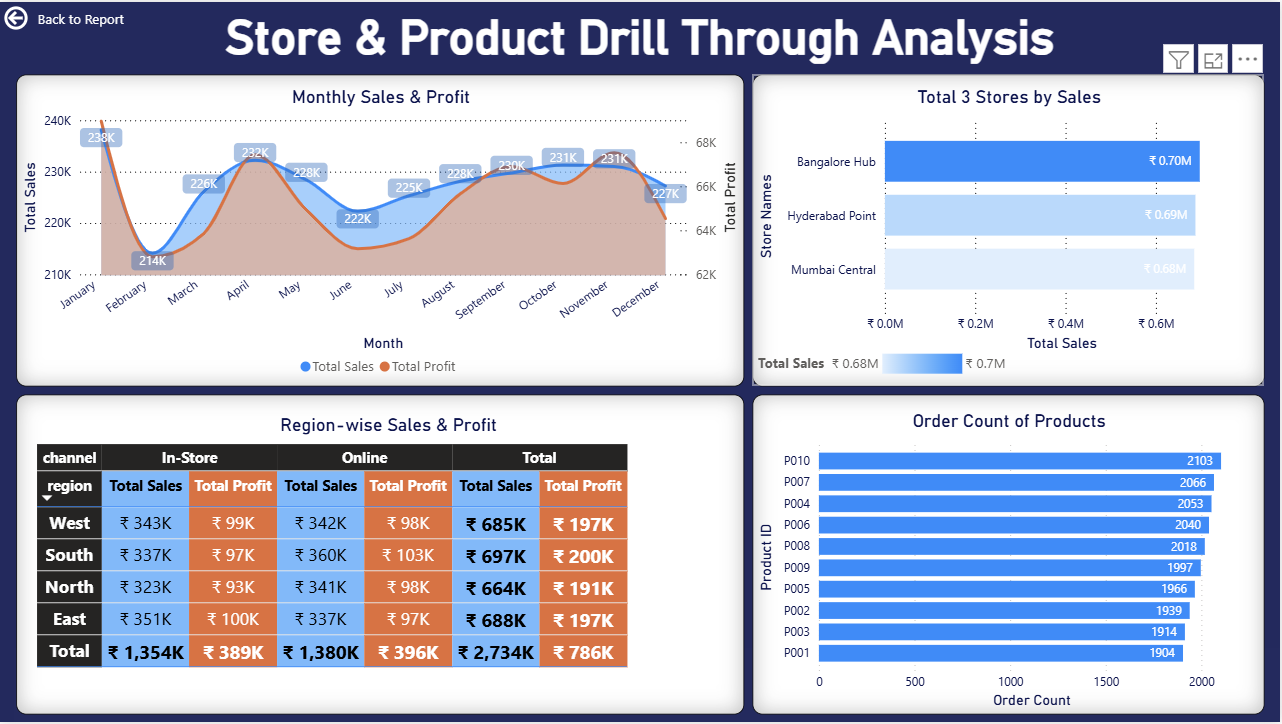 Back to Report
Store & Product Drill Through Analysis
Monthly Sales & Profit
240K
230K
220K
210K
Total Sales
238K
214K
226K
232K
228K
222K
225K
228K
230K
231K
231K
227K
68K
66K
64K
62K
Total Profit
January
February
March
April
May
June
July
August
September
October
November
December
Month
Total Sales Total Profit
Total 3 Stores by Sales
Store Names
Bangalore Hub ₹ 0.70M
Hyderabad Point ₹ 0.69M
Mumbai Central ₹ 0.68M
₹ 0.0M ₹ 0.2M ₹ 0.4M ₹ 0.6M
Total Sales
Total Sales ₹ 0.68M ₹ 0.7M
Region-wise Sales & Profit
channel In-Store Online Total
region Total Sales Total Profit Total Sales Total Profit Total Sales Total Profit
West ₹ 343K ₹ 99K ₹ 342K ₹ 98K ₹ 685K ₹ 197K
South ₹ 337K ₹ 97K ₹ 360K ₹ 103K ₹ 697K ₹ 200K
North ₹ 323K ₹ 93K ₹ 341K ₹ 98K ₹ 664K ₹ 191K
East ₹ 351K ₹ 100K ₹ 337K ₹ 97K ₹ 688K ₹ 197K
Total ₹ 1,354K ₹ 389K ₹ 1,380K ₹ 396K ₹ 2,734K ₹ 786K
Order Count of Products
Product ID
P010 2103
P007 2066
P004 2053
P006 2040
P008 2018
P009 1997
P005 1966
P002 1939
P003 1914
P001 1904
0 500 1000 1500 2000
Order Count